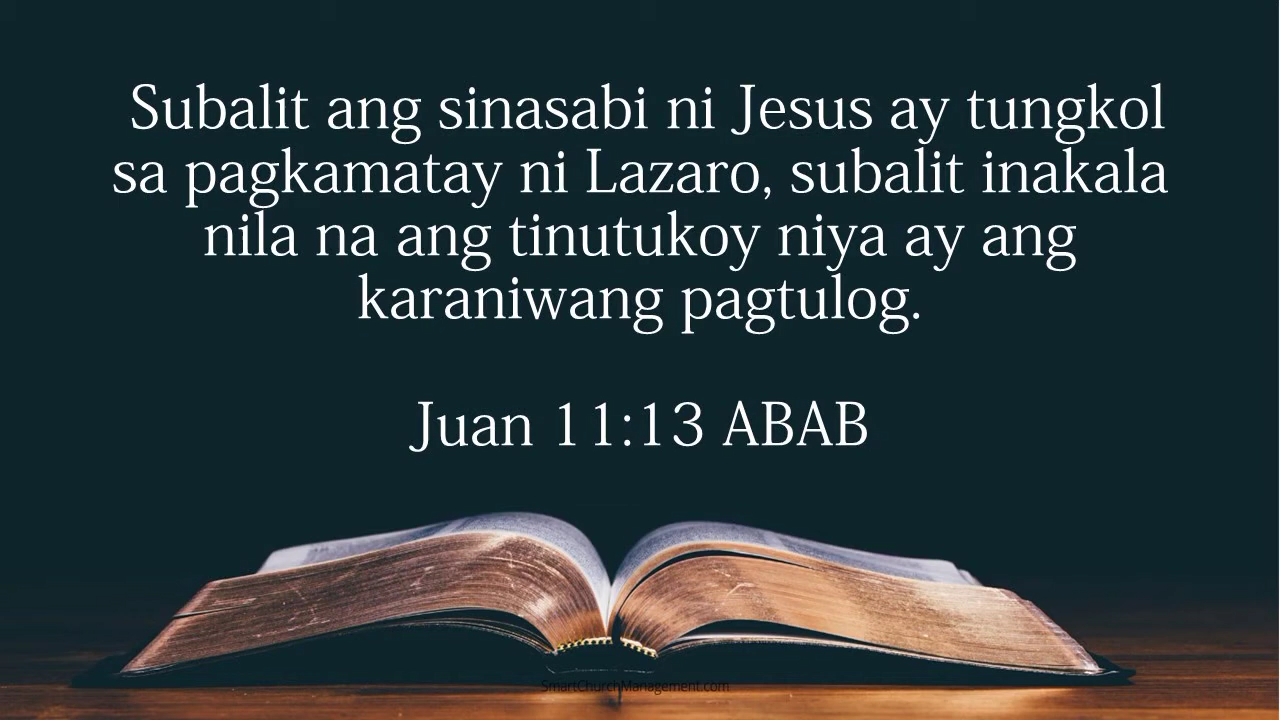 Subalit ang sinasabi ni Jesus ay tungkol
sa pagkamatay ni Lazaro, subalit inakala
nila na ang tinutukoy niya ay ang
karaniwang pagtulog.
Juan 11:13 ABAB
SmartChurchManagement.com